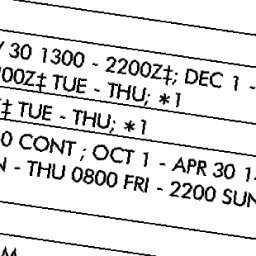 30 1300 - 2200Z‡; DEC 1 -
00Z‡ TUE - THU; *1
‡ TUE - THU; *1
0 CONT ; OCT 1 - APR 30
- THU 0800 FRI - 2200 SUN